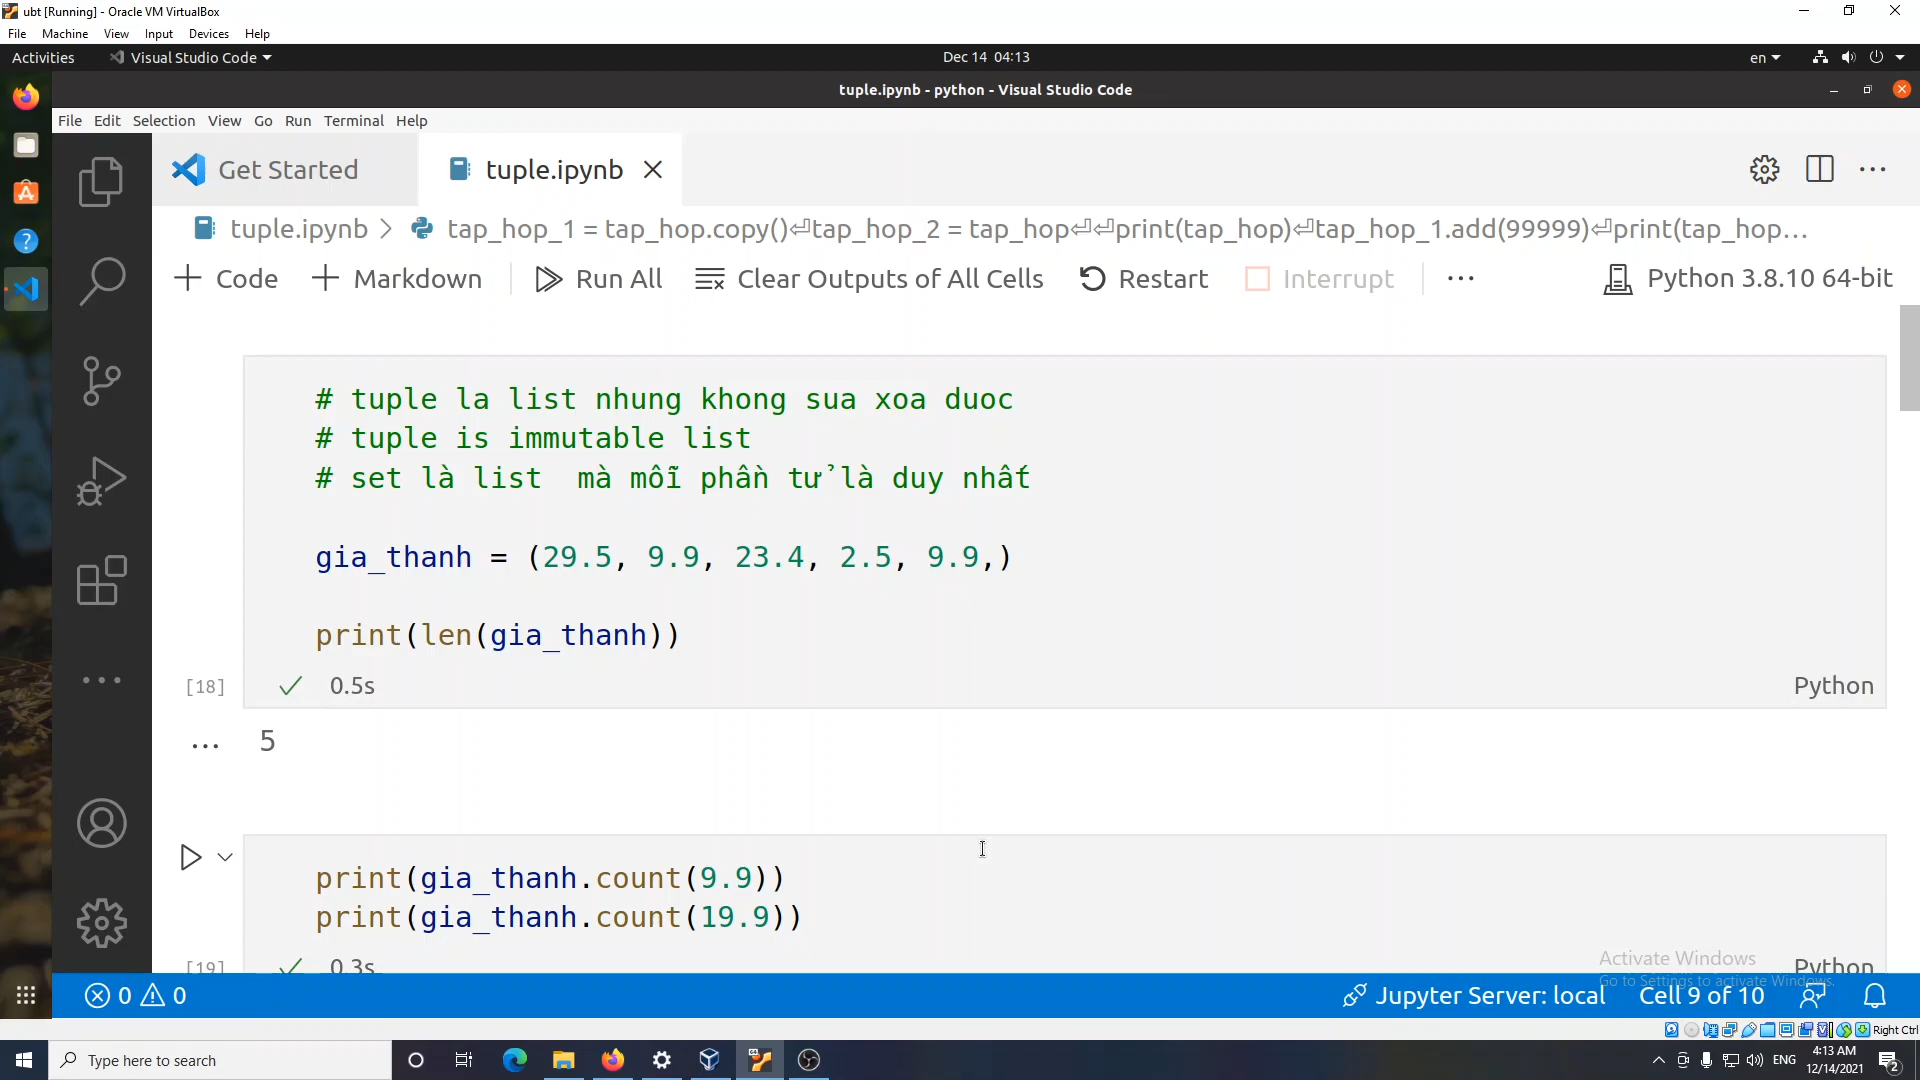 ubt [Running] - Oracle VM VirtualBox
File Machine View Input Devices Help
Activities Visual Studio Code Dec 14 04:13 en
tuple.ipynb - python - Visual Studio Code
File Edit Selection View Go Run Terminal Help
Get Started tuple.ipynb
tuple.ipynb > tap_hop_1 = tap_hop.copy()⏎tap_hop_2 = tap_hop⏎⏎print(tap_hop)⏎tap_hop_1.add(99999)⏎print(tap_hop...
+ Code + Markdown Run All Clear Outputs of All Cells Restart Interrupt ... Python 3.8.10 64-bit
# tuple la list nhung khong sua xoa duoc
# tuple is immutable list
# set là list  mà mỗi phần tử là duy nhất
gia_thanh = (29.5, 9.9, 23.4, 2.5, 9.9,)
print(len(gia_thanh))
[18] 0.5s Python
... 5
print(gia_thanh.count(9.9))
print(gia_thanh.count(19.9))
[19] 0.3s Python
Activate Windows
Go to Settings to activate Windows.
0 0 Jupyter Server: local Cell 9 of 10
Right Ctrl
Type here to search ENG 4:13 AM
12/14/2021 2